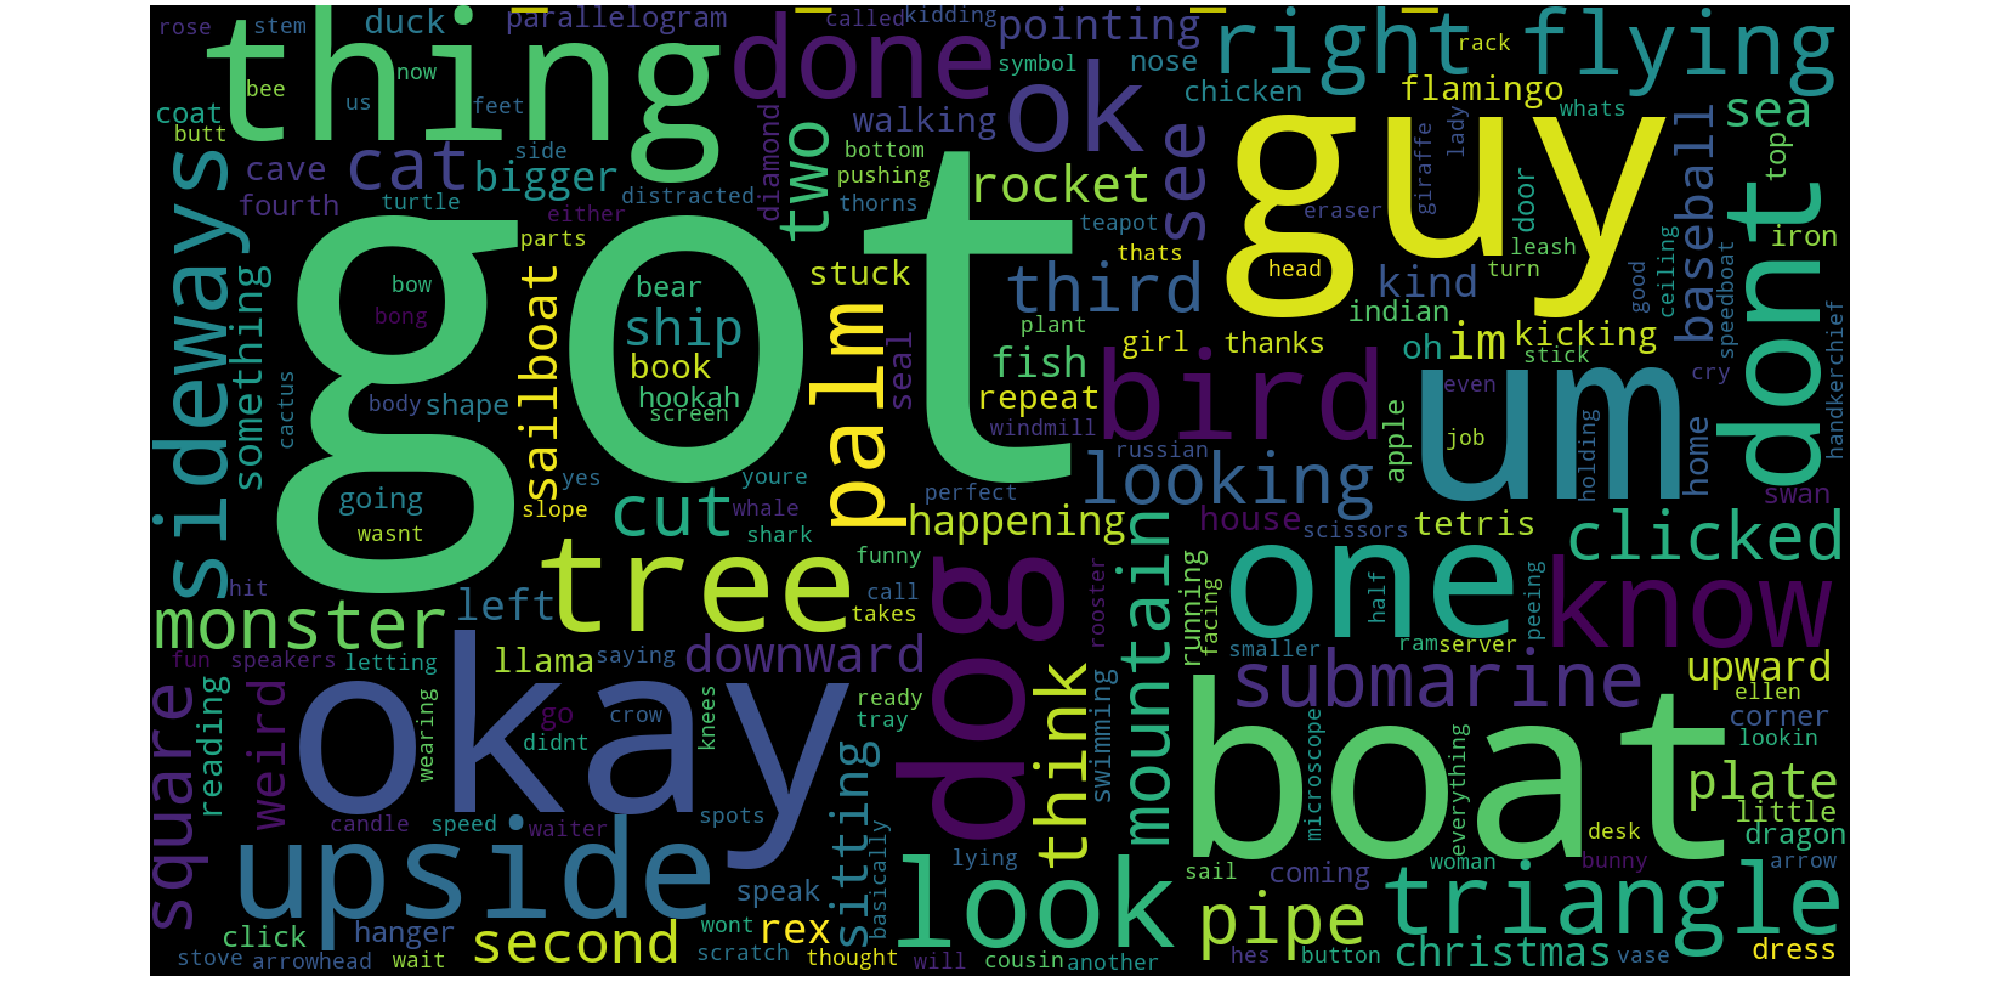 rose
stem
duck
parallelogram
called
kidding
pointing
right
rack
flying
thing
done
symbol
nose
ok
bee
now
us
feet
chicken
flamingo
whats
coat
butt
sea
walking
see
guy
giraffe
lady
baseball
top
sideways
cave
cat
side
bigger
diamond
two
bottom
pushing
rocket
fourth
turtle
distracted
either
thorns
teapot
eraser
door
dont
iron
something
got
parts
thats
head
leash
turn
bow
bong
sailboat
bear
stuck
third
kind
good
ceiling
ship
palm
plant
indian
speedboat
handkerchief
book
seal
fish
girl
thanks
oh
im
kicking
stick
cactus
body
shape
hookah
screen
repeat
bird
um
even
cry
windmill
russian
apple
job
holding
home
going
yes
youre
looking
perfect
swan
wasnt
slope
cut
whale
shark
happening
house
scissors
tetris
clicked
hit
tree
funny
dog
rooster
mountain
running
facing
one
half
peeing
know
monster
left
call
takes
smaller
ram
server
fun
speakers
letting
llama
saying
downward
think
swimming
submarine
upward
square
reading
weird
okay
wearing
go
crow
knees
ready
tray
boat
ellen
corner
didnt
lookin
microscope
everything
plate
candle
speed
waiter
spots
sitting
little
desk
dragon
upside
basically
lying
look
sail
coming
woman
bunny
arrow
speak
triangle
click
hanger
second
wont
rex
pipe
christmas
dress
stove
arrowhead
wait
scratch
thought
will
cousin
another
hes
button
vase